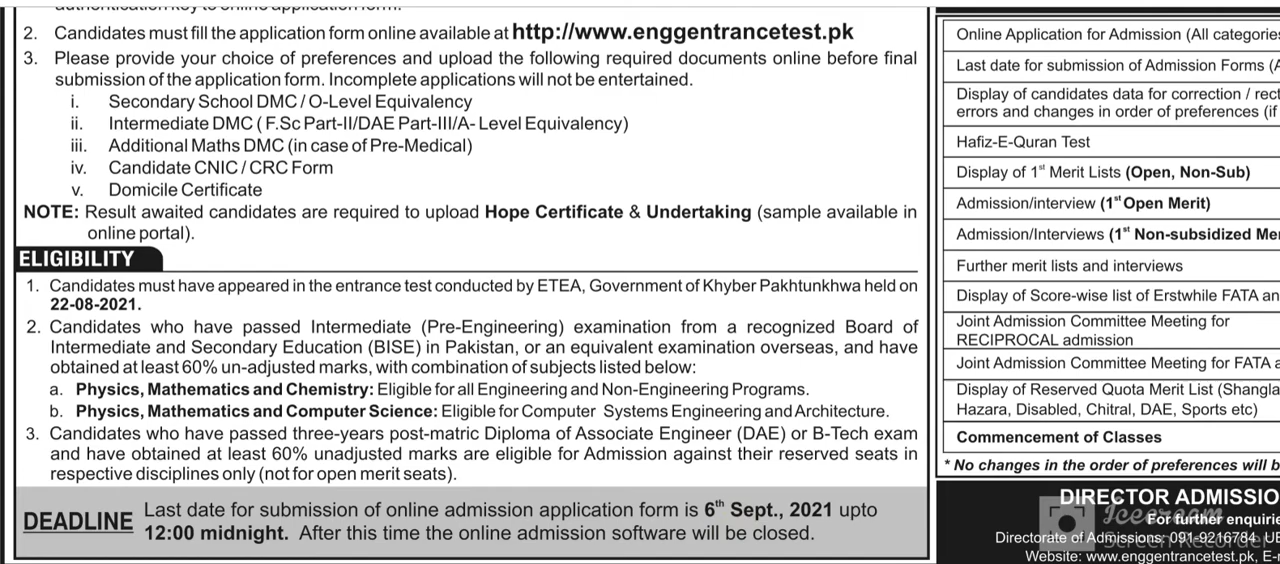 authentication key to online application form.
2. Candidates must fill the application form online available at http://www.enggentrancetest.pk
3. Please provide your choice of preferences and upload the following required documents online before final
submission of the application form. Incomplete applications will not be entertained.
i. Secondary School DMC / O-Level Equivalency
ii. Intermediate DMC ( F.Sc Part-II/DAE Part-III/A- Level Equivalency)
iii. Additional Maths DMC (in case of Pre-Medical)
iv. Candidate CNIC / CRC Form
v. Domicile Certificate
NOTE: Result awaited candidates are required to upload Hope Certificate & Undertaking (sample available in
online portal).
ELIGIBILITY
1. Candidates must have appeared in the entrance test conducted by ETEA, Government of Khyber Pakhtunkhwa held on
22-08-2021.
2. Candidates who have passed Intermediate (Pre-Engineering) examination from a recognized Board of
Intermediate and Secondary Education (BISE) in Pakistan, or an equivalent examination overseas, and have
obtained at least 60% un-adjusted marks, with combination of subjects listed below:
a. Physics, Mathematics and Chemistry: Eligible for all Engineering and Non-Engineering Programs.
b. Physics, Mathematics and Computer Science: Eligible for Computer Systems Engineering and Architecture.
3. Candidates who have passed three-years post-matric Diploma of Associate Engineer (DAE) or B-Tech exam
and have obtained at least 60% unadjusted marks are eligible for Admission against their reserved seats in
respective disciplines only (not for open merit seats).
DEADLINE
Last date for submission of online admission application form is 6th Sept., 2021 upto
12:00 midnight. After this time the online admission software will be closed.
Online Application for Admission (All categories
Last date for submission of Admission Forms (A
Display of candidates data for correction / rect
errors and changes in order of preferences (if
Hafiz-E-Quran Test
Display of 1st Merit Lists (Open, Non-Sub)
Admission/interview (1st Open Merit)
Admission/Interviews (1st Non-subsidized Mer
Further merit lists and interviews
Display of Score-wise list of Erstwhile FATA an
Joint Admission Committee Meeting for
RECIPROCAL admission
Joint Admission Committee Meeting for FATA a
Display of Reserved Quota Merit List (Shangla
Hazara, Disabled, Chitral, DAE, Sports etc)
Commencement of Classes
* No changes in the order of preferences will b
DIRECTOR ADMISSIO
Icecream
For further enquirie
Screen Recorder
Directorate of Admissions: 091-9216784, UE
Website: www.enggentrancetest.pk, E-